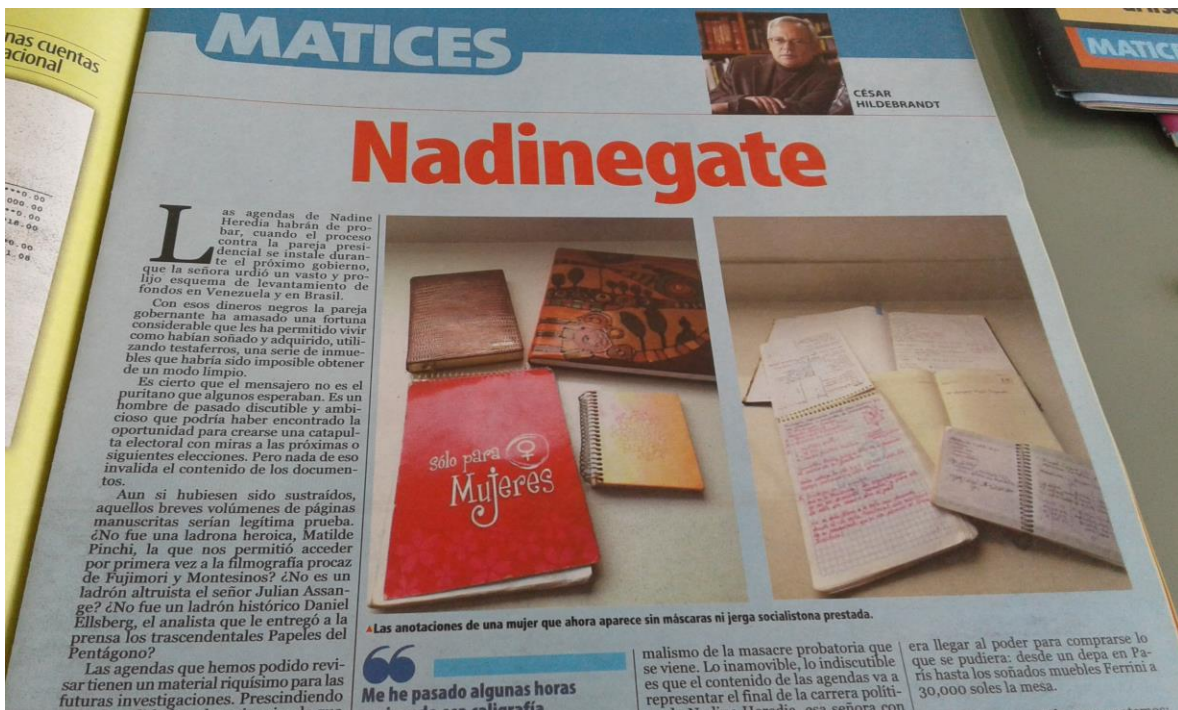 nas cuentas
acional
MATICES
CÉSAR
HILDEBRANDT
MATICE
Nadinegate
Las agendas de Nadine
Heredia habrán de pro-
bar, cuando el proceso
contra la pareja presi-
dencial se instale duran-
te el próximo gobierno,
que la señora urdió un vasto y pro-
lijo esquema de levantamiento de
fondos en Venezuela y en Brasil.
Con esos dineros negros la pareja
gobernante ha amasado una fortuna
considerable que les ha permitido vivir
como habían soñado y adquirido, utili-
zando testaferros, una serie de inmue-
bles que habría sido imposible obtener
de un modo limpio.
Es cierto que el mensajero no es el
puritano que algunos esperaban. Es un
hombre de pasado discutible y ambi-
cioso que podría haber encontrado la
oportunidad para crearse una catapul-
ta electoral con miras a las próximas o
siguientes elecciones. Pero nada de eso
invalida el contenido de los documen-
tos.
Aun si hubiesen sido sustraídos,
aquellos breves volúmenes de páginas
manuscritas serían legítima prueba.
¿No fue una ladrona heroica, Matilde
Pinchi, la que nos permitió acceder
por primera vez a la filmografía procaz
de Fujimori y Montesinos? ¿No es un
ladrón altruista el señor Julian Assan-
ge? ¿No fue un ladrón histórico Daniel
Ellsberg, el analista que le entregó a la
prensa los trascendentales Papeles del
Pentágono?
Las agendas que hemos podido revi-
sar tienen un material riquísimo para las
futuras investigaciones. Prescindiendo
sólo para
Mujeres
Las anotaciones de una mujer que ahora aparece sin máscaras ni jerga socialistona prestada.
Me he pasado algunas horas
malismo de la masacre probatoria que
se viene. Lo inamovible, lo indiscutible
es que el contenido de las agendas va a
representar el final de la carrera políti-
Nadine Heredia, esa señora con
era llegar al poder para comprarse lo
que se pudiera: desde un depa en Pa-
rís hasta los soñados muebles Ferrini a
30,000 soles la mesa.